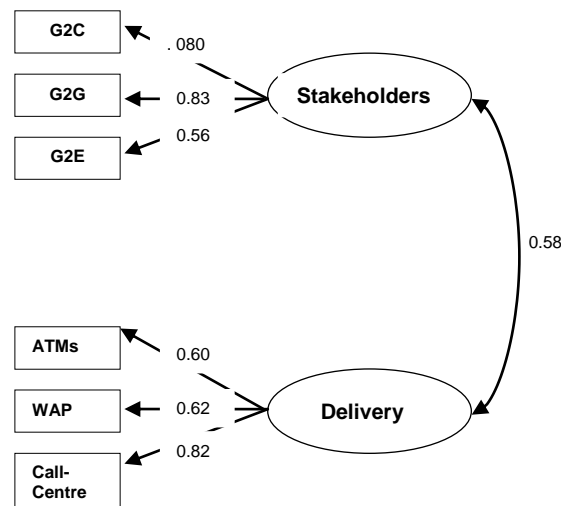 G2C
. 080
G2G
0.83
Stakeholders
G2E
0.56
0.58
ATMs
0.60
WAP
0.62
Delivery
0.82
Call-
Centre